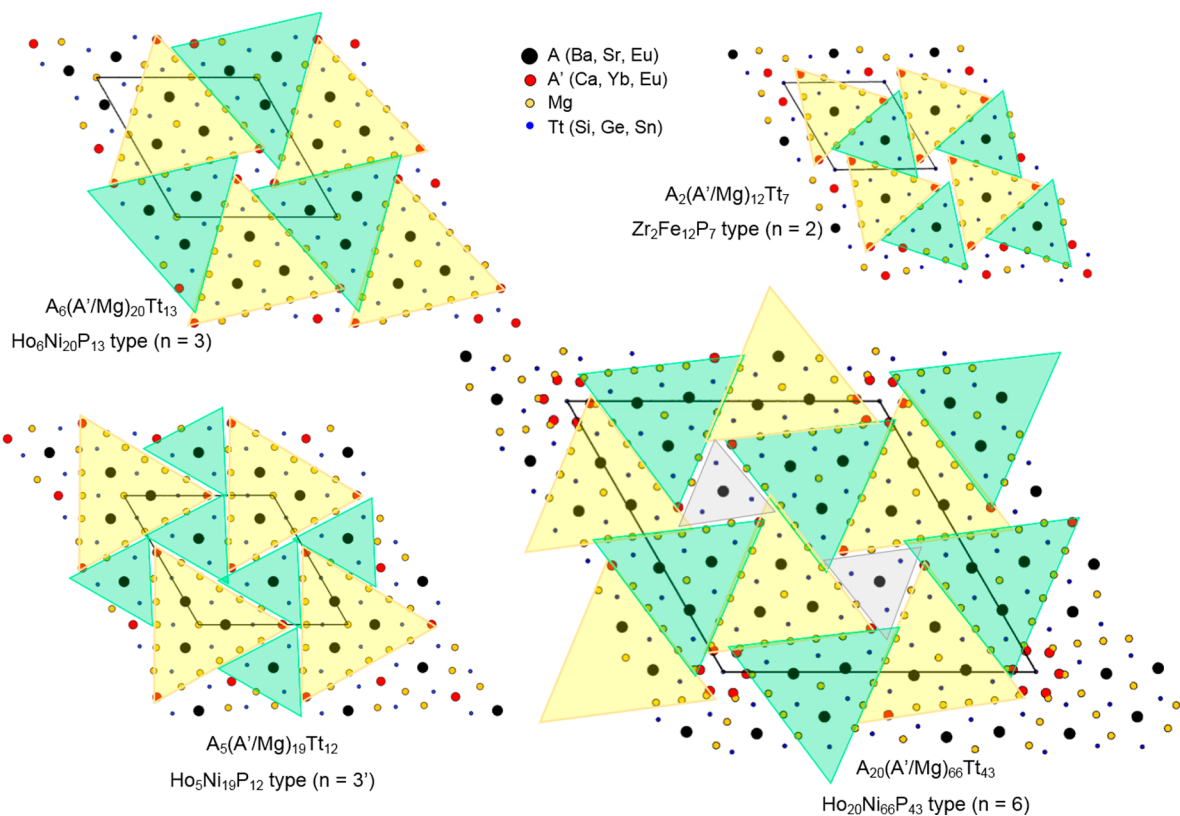 A (Ba, Sr, Eu)
A' (Ca, Yb, Eu)
Mg
Tt (Si, Ge, Sn)
A₂(A'/Mg)₁₂Tt₇
Zr₂Fe₁₂P₇ type (n = 2)
A₆(A'/Mg)₂₀Tt₁₃
Ho₆Ni₂₀P₁₃ type (n = 3)
A₅(A'/Mg)₁₉Tt₁₂
Ho₅Ni₁₉P₁₂ type (n = 3')
A₂₀(A'/Mg)₆₆Tt₄₃
Ho₂₀Ni₆₆P₄₃ type (n = 6)